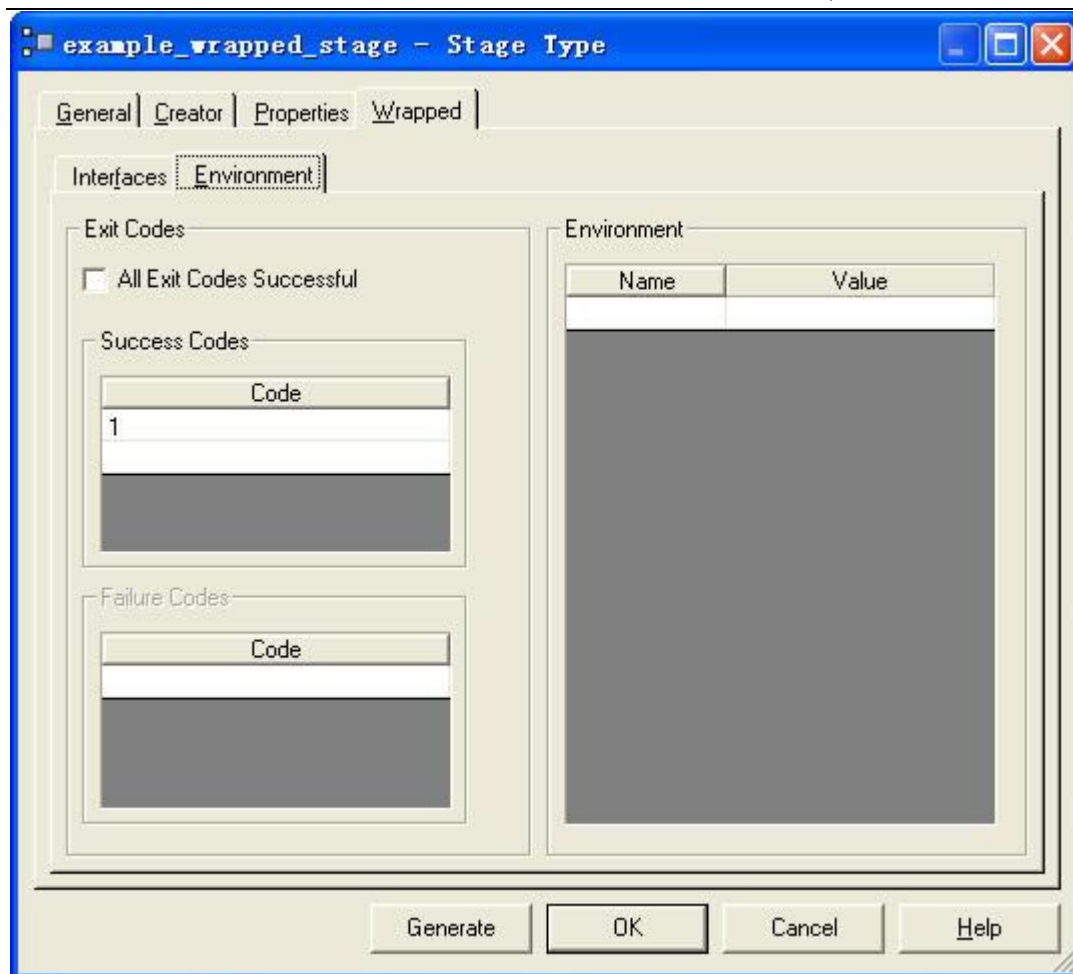 example_wrapped_stage - Stage Type
General Creator Properties Wrapped
Interfaces Environment
Exit Codes
All Exit Codes Successful
Success Codes
Code
1
Failure Codes
Code
Environment
Name Value
Generate OK Cancel Help